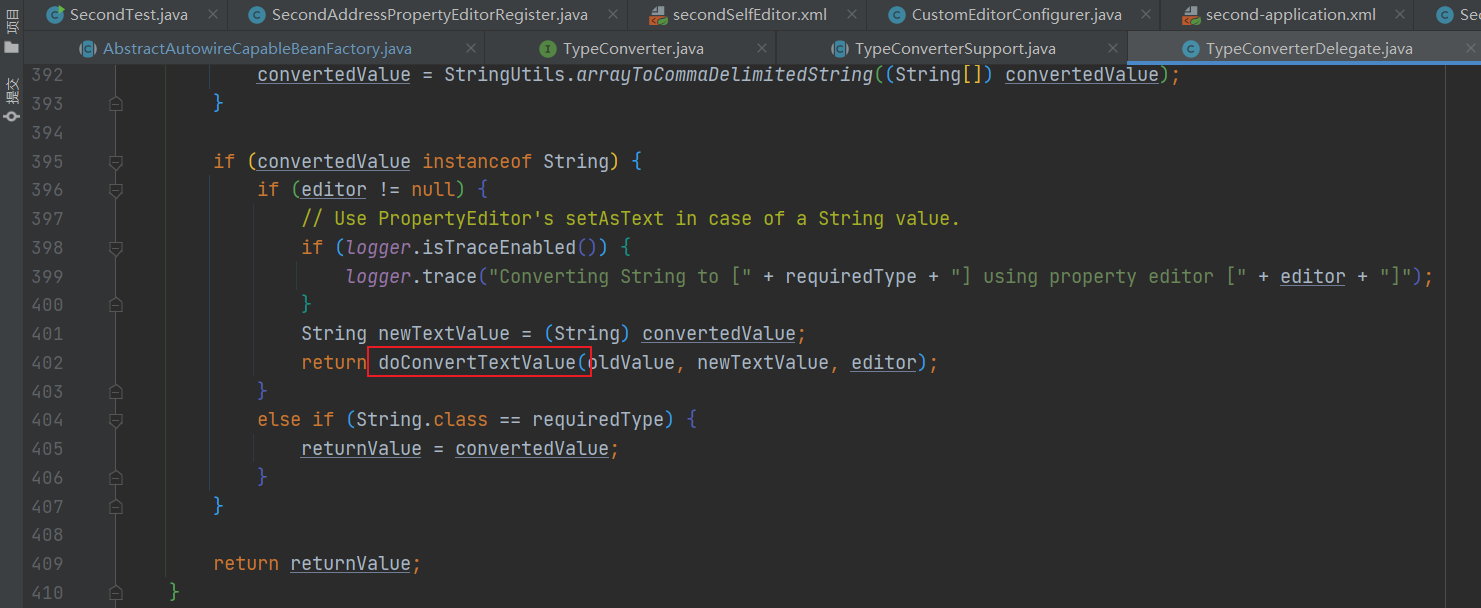 项目
SecondTest.java
SecondAddressPropertyEditorRegister.java
secondSelfEditor.xml
CustomEditorConfigurer.java
second-application.xml
AbstractAutowireCapableBeanFactory.java
TypeConverter.java
TypeConverterSupport.java
TypeConverterDelegate.java
提交
392 convertedValue = StringUtils.arrayToCommaDelimitedString((String[]) convertedValue);
393 }
394
395 if (convertedValue instanceof String) {
396 if (editor != null) {
397 // Use PropertyEditor's setAsText in case of a String value.
398 if (logger.isTraceEnabled()) {
399 logger.trace("Converting String to [" + requiredType + "] using property editor [" + editor + "]");
400 }
401 String newTextValue = (String) convertedValue;
402 return doConvertTextValue(oldValue, newTextValue, editor);
403 }
404 else if (String.class == requiredType) {
405 returnValue = convertedValue;
406 }
407 }
408
409 return returnValue;
410 }